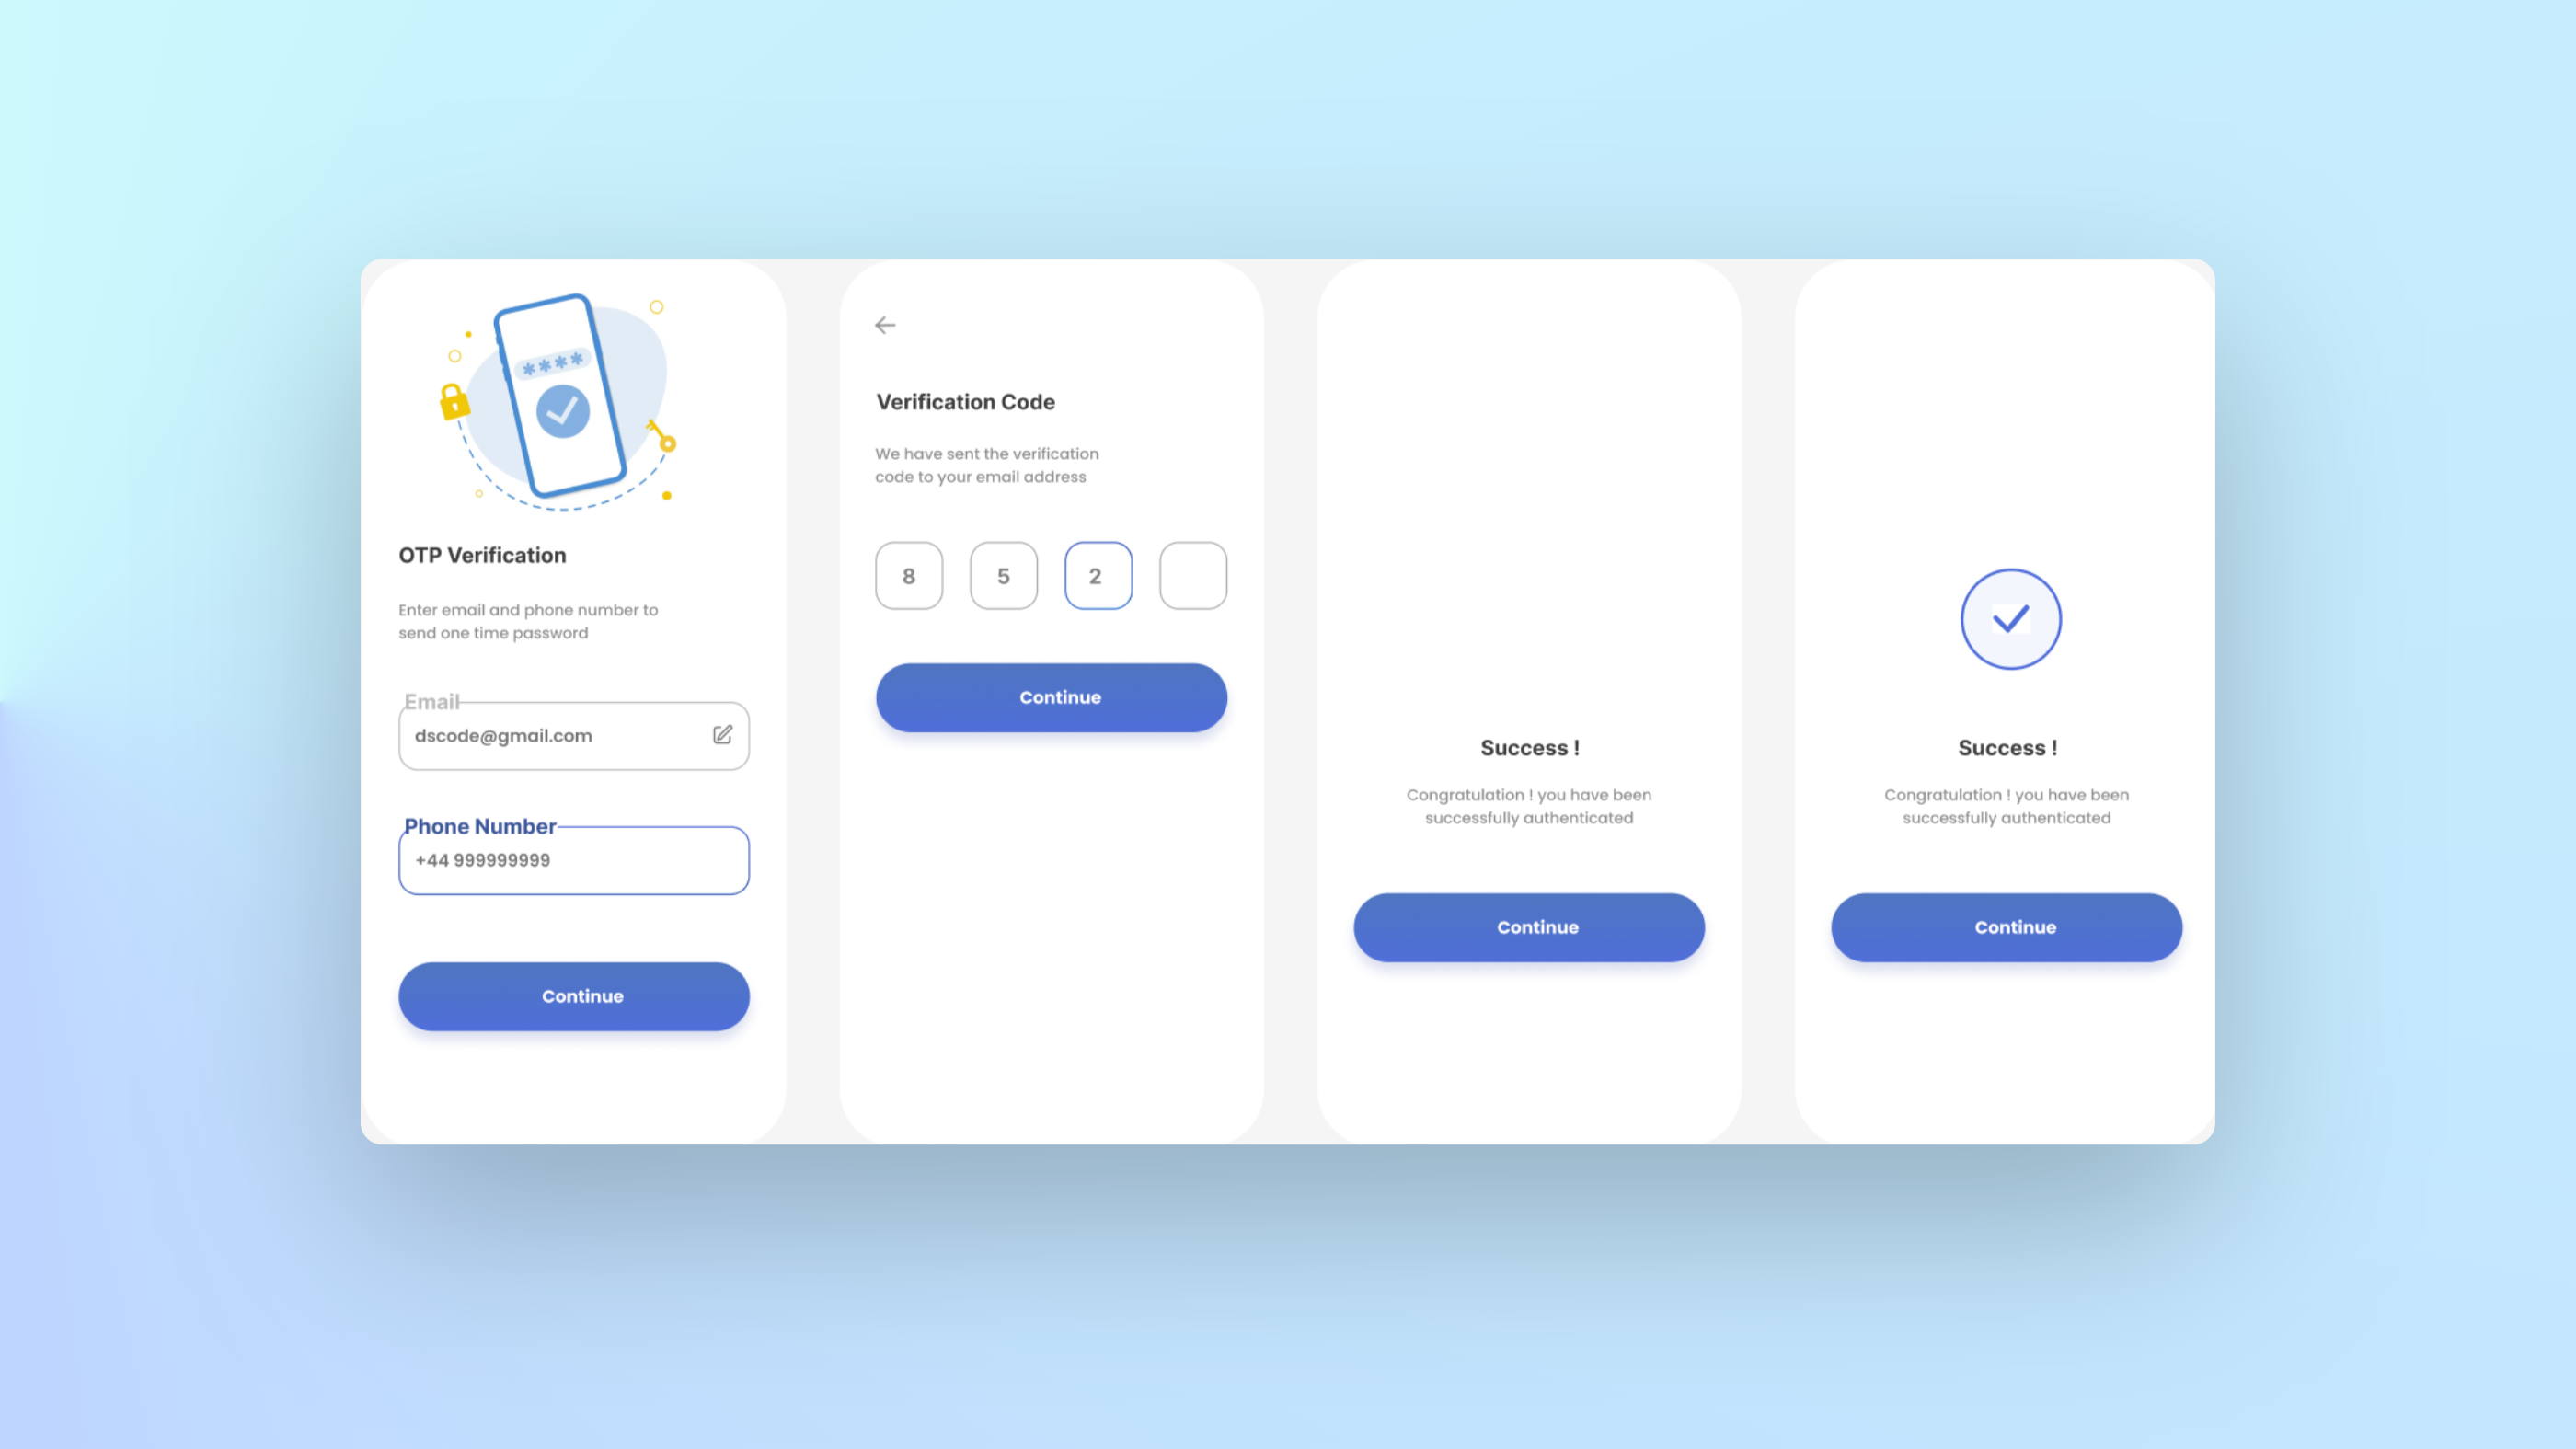 ****
OTP Verification
Enter email and phone number to
send one time password
Email
dscode@gmail.com
Phone Number
+44 999999999
Continue
Verification Code
We have sent the verification
code to your email address
8 5 2
Continue
Success !
Congratulation ! you have been
successfully authenticated
Continue
Success !
Congratulation ! you have been
successfully authenticated
Continue